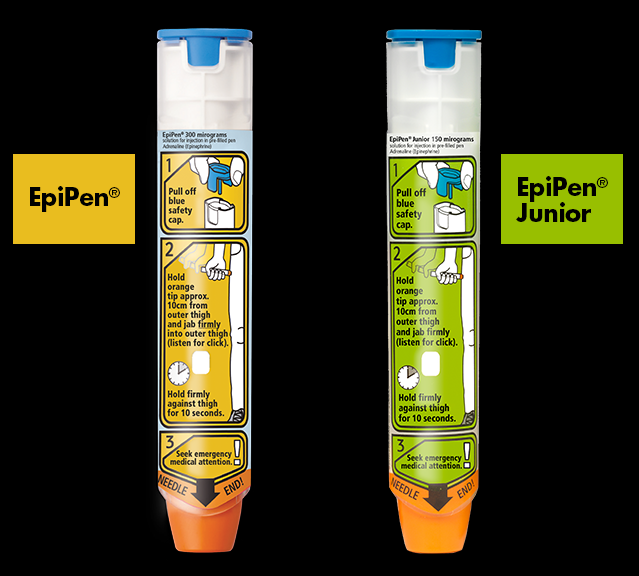 EpiPen®
EpiPen® 300 mirograms
solution for injection in pre-filled pen
Adrenaline (Epinephrine)
1
Pull off
blue
safety
cap.
2
Hold
orange
tip approx.
10cm from
outer thigh
and jab firmly
into outer thigh
(listen for click).
Hold firmly
against thigh
for 10 seconds.
3
Seek emergency
medical attention.
!
NEEDLE END!
EpiPen® Junior 150 mirograms
solution for injection in pre-filled pen
Adrenaline (Epinephrine)
1
Pull off
blue
safety
cap.
2
Hold
orange
tip approx.
10cm from
outer thigh
and jab firmly
(listen for click).
Hold firmly
against thigh
for 10 seconds.
3
Seek emergency
medical attention.
!
NEEDLE END!
EpiPen®
Junior